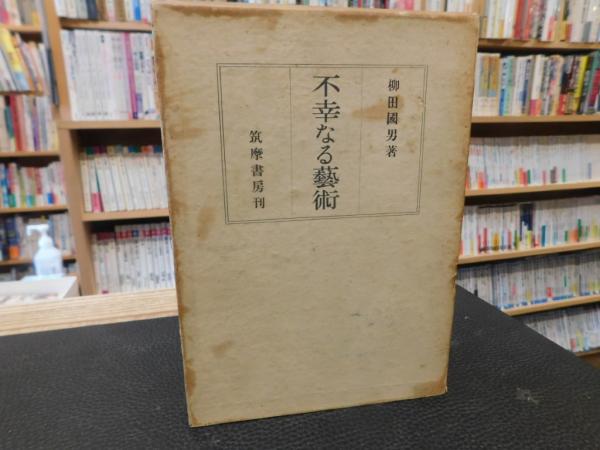 柳田國男著
不幸なる藝術
筑摩書房刊